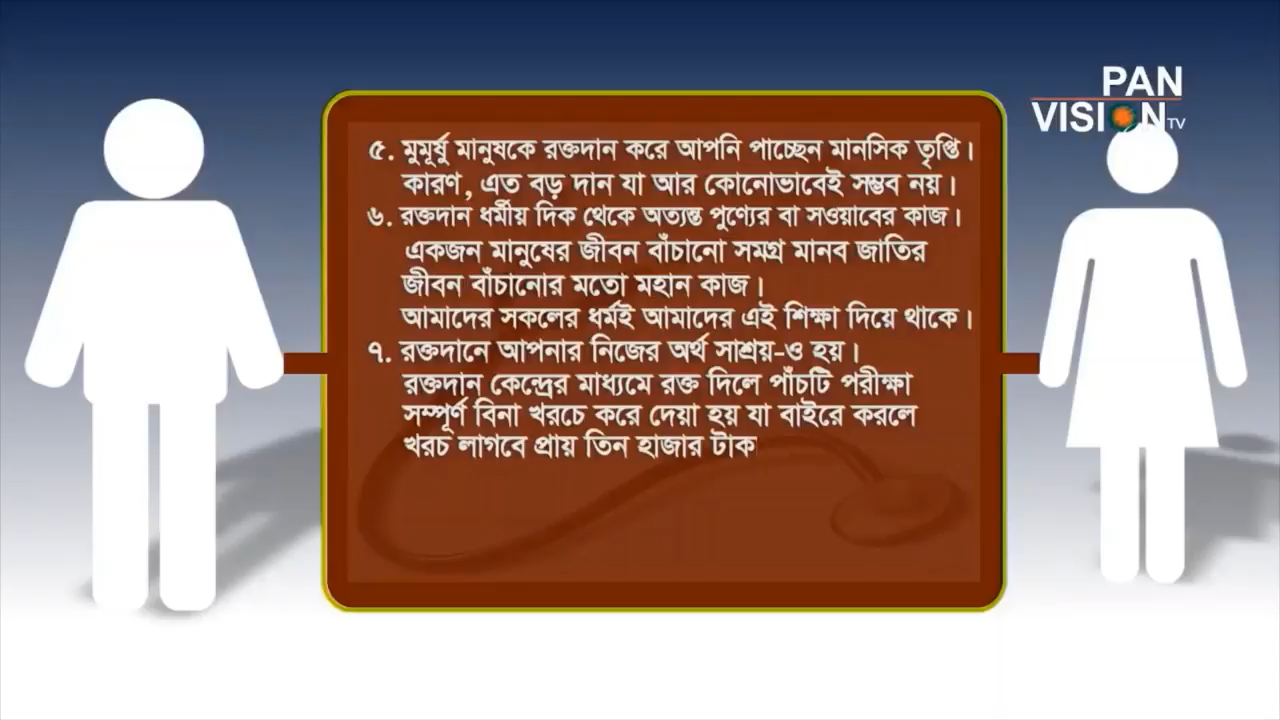 PAN
VISION TV
৫. মুমূর্ষু মানুষকে রক্তদান করে আপনি পাচ্ছেন মানসিক তৃপ্তি।
কারণ, এত বড় দান যা আর কোনোভাবেই সম্ভব নয়।
৬. রক্তদান ধর্মীয় দিক থেকে অত্যন্ত পুণ্যের বা সওয়াবের কাজ।
একজন মানুষের জীবন বাঁচানো সমগ্র মানব জাতির
জীবন বাঁচানোর মতো মহান কাজ।
আমাদের সকলের ধর্মই আমাদের এই শিক্ষা দিয়ে থাকে।
৭. রক্তদানে আপনার নিজের অর্থ সাশ্রয়-ও হয়।
রক্তদান কেন্দ্রের মাধ্যমে রক্ত দিলে পাঁচটি পরীক্ষা
সম্পূর্ণ বিনা খরচে করে দেয়া হয় যা বাইরে করলে
খরচ লাগবে প্রায় তিন হাজার টাক